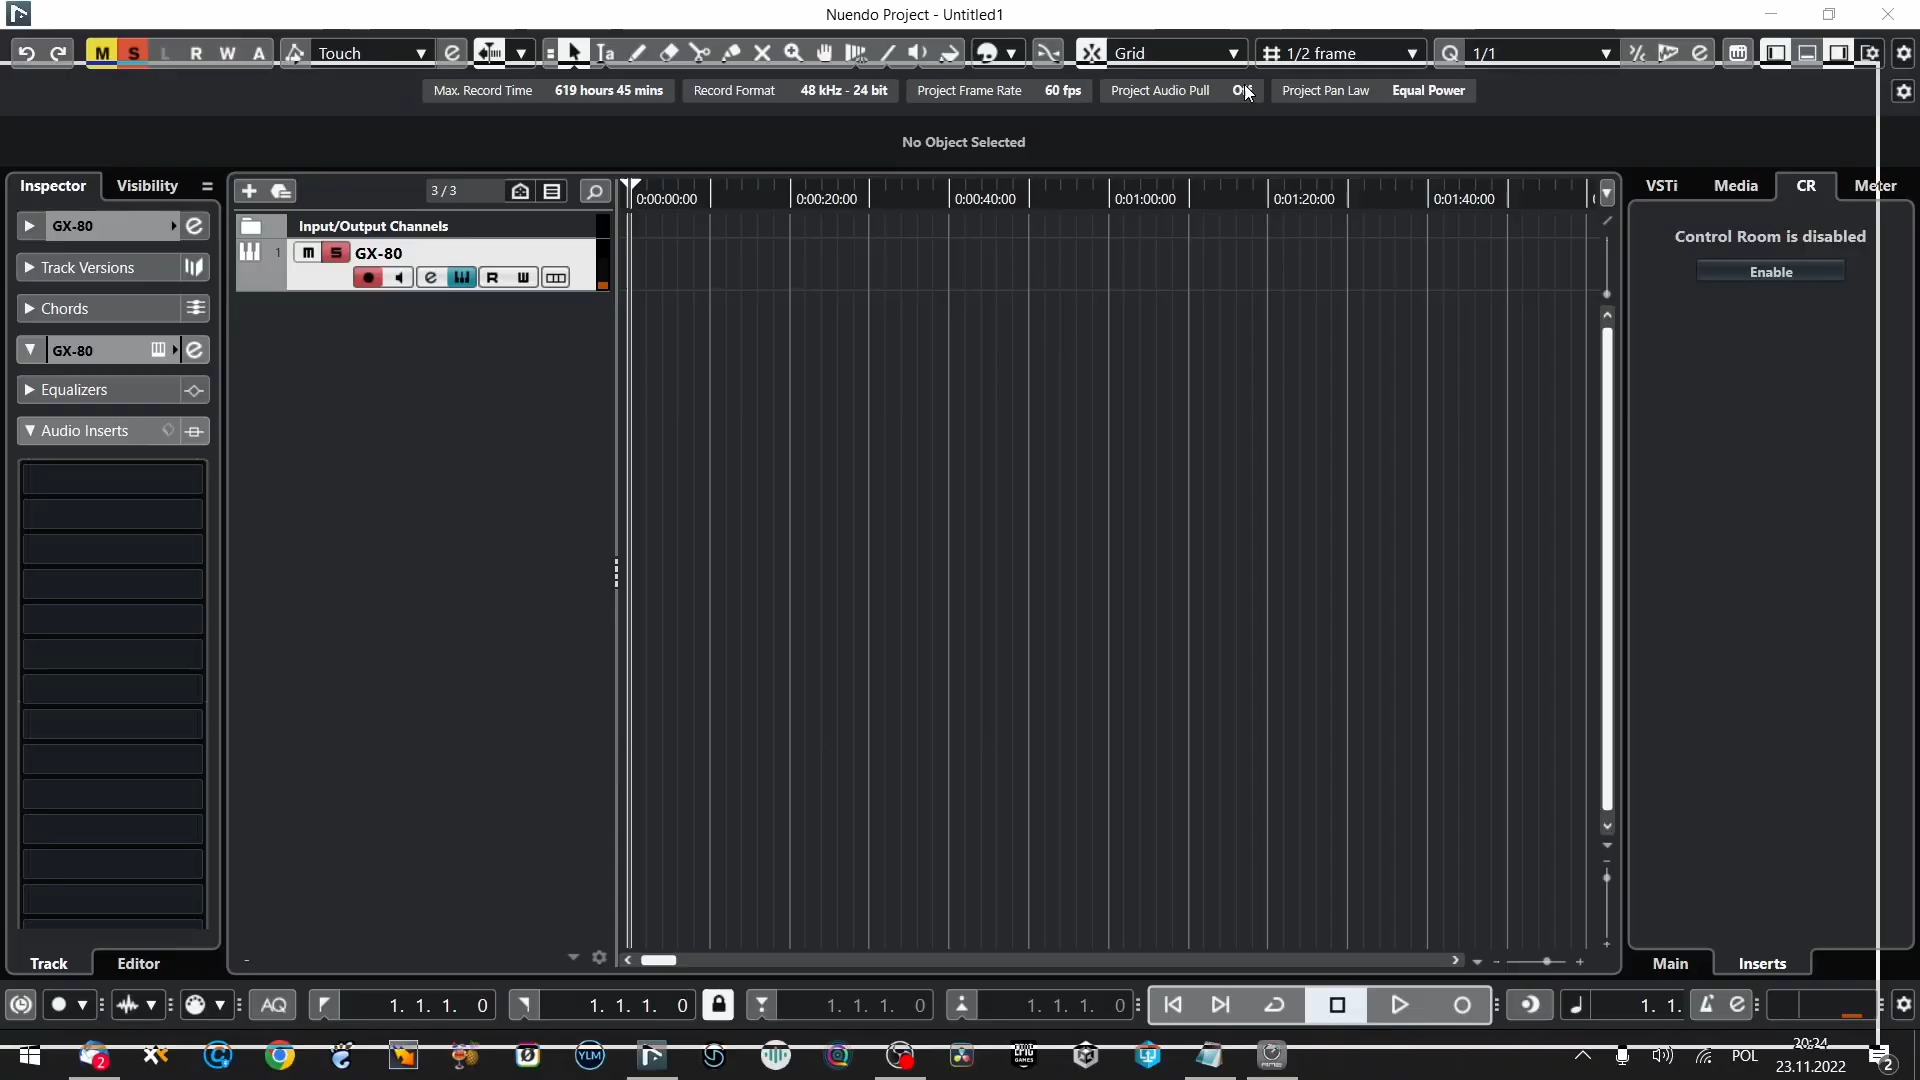 Nuendo Project - Untitled1
M S L R W A Touch Grid 1/2 frame Q 1/1
Max. Record Time 619 hours 45 mins Record Format 48 kHz - 24 bit Project Frame Rate 60 fps Project Audio Pull Project Pan Law Equal Power
No Object Selected
Inspector Visibility
3 / 3
0:00:00:00 0:00:20:00 0:00:40:00 0:01:00:00 0:01:20:00 0:01:40:00
VSTi Media CR Meter
GX-80
Input/Output Channels
Control Room is disabled
Enable
1 m S GX-80
e R W
Track Versions
Chords
GX-80
Equalizers
Audio Inserts
Track Editor
Main Inserts
AQ 1. 1. 1. 0 1. 1. 1. 0 1. 1. 1. 0 1. 1. 1. 0 1. 1.
2 YLM EPIC GAMES POL 20:24
23.11.2022 2